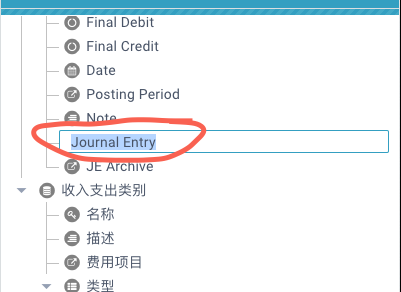 Final Debit
Final Credit
Date
Posting Period
Note
Journal Entry
JE Archive
收入支出类别
名称
描述
费用项目
类型